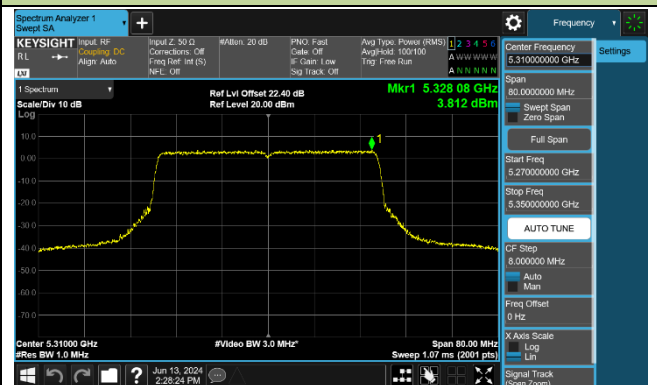 Spectrum Analyzer 1
Swept SA
+
Frequency
KEYSIGHT
RL
LXI
Input: RF
Coupling: DC
Align: Auto
Input Z: 50 Ω
Corrections: Off
Freq Ref: Int (S)
NFE: Off
#Atten: 20 dB
PNO: Fast
Gate: Off
IF Gain: Low
Sig Track: Off
Avg Type: Power (RMS)
Avg|Hold: 100/100
Trig: Free Run
1 2 3 4 5 6
A W W W W W
A N N N N N
1 Spectrum
Scale/Div 10 dB
Log
Ref Lvl Offset 22.40 dB
Ref Level 20.00 dBm
Mkr1 5.328 08 GHz
3.812 dBm
10.0
0.00
-10.0
-20.0
-30.0
-40.0
-50.0
-60.0
-70.0
1
Center 5.31000 GHz
#Res BW 1.0 MHz
#Video BW 3.0 MHz*
Span 80.00 MHz
Sweep 1.07 ms (2001 pts)
?
Jun 13, 2024
2:28:24 PM
Center Frequency
5.310000000 GHz
Settings
Span
80.0000000 MHz
Swept Span
Zero Span
Full Span
Start Freq
5.270000000 GHz
Stop Freq
5.350000000 GHz
AUTO TUNE
CF Step
8.000000 MHz
Auto
Man
Freq Offset
0 Hz
X Axis Scale
Log
Lin
Signal Track
(Span Zoom)